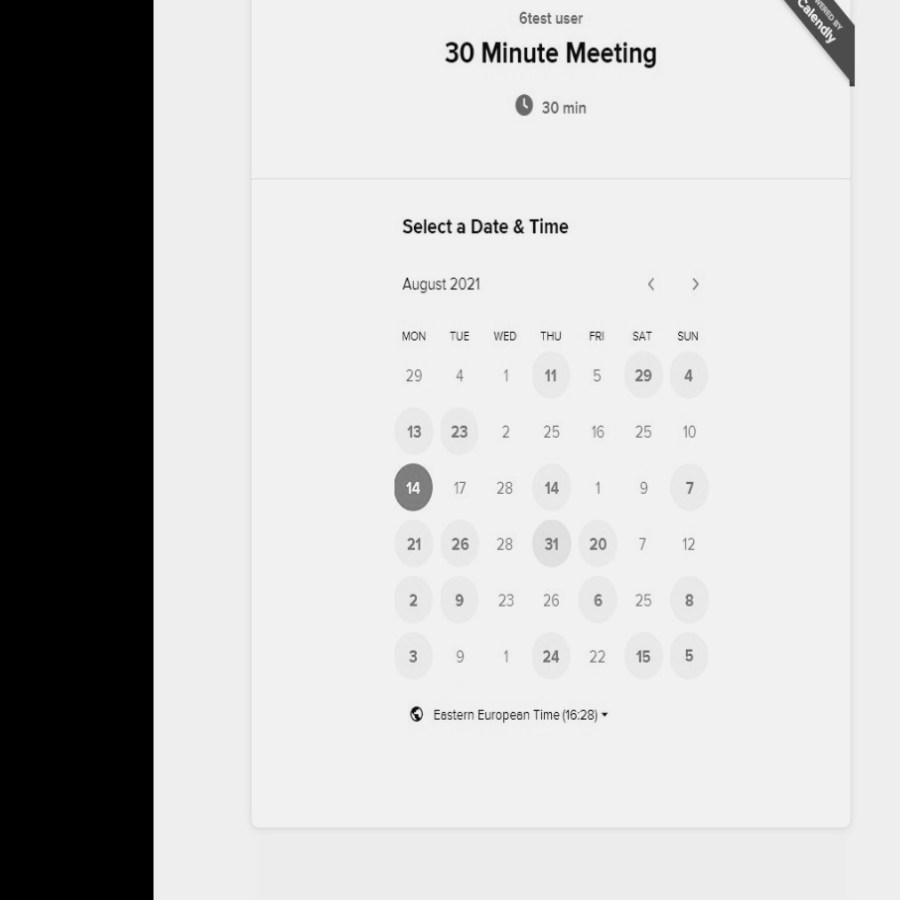 6test user
30 Minute Meeting
30 min
Calendly
Select a Date & Time
August 2021
MON TUE WED THU FRI SAT SUN
29 4 1 11 5 29 4
13 23 2 25 16 25 10
14 17 28 14 1 9 7
21 26 28 31 20 7 12
2 9 23 26 6 25 8
3 9 1 24 22 15 5
Eastern European Time (16:28)